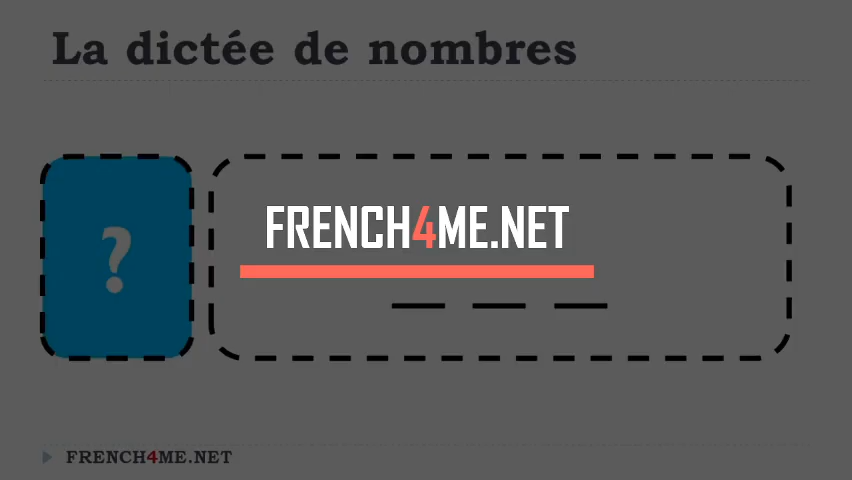 La dictée de nombres
?
FRENCH4ME.NET
FRENCH4ME.NET